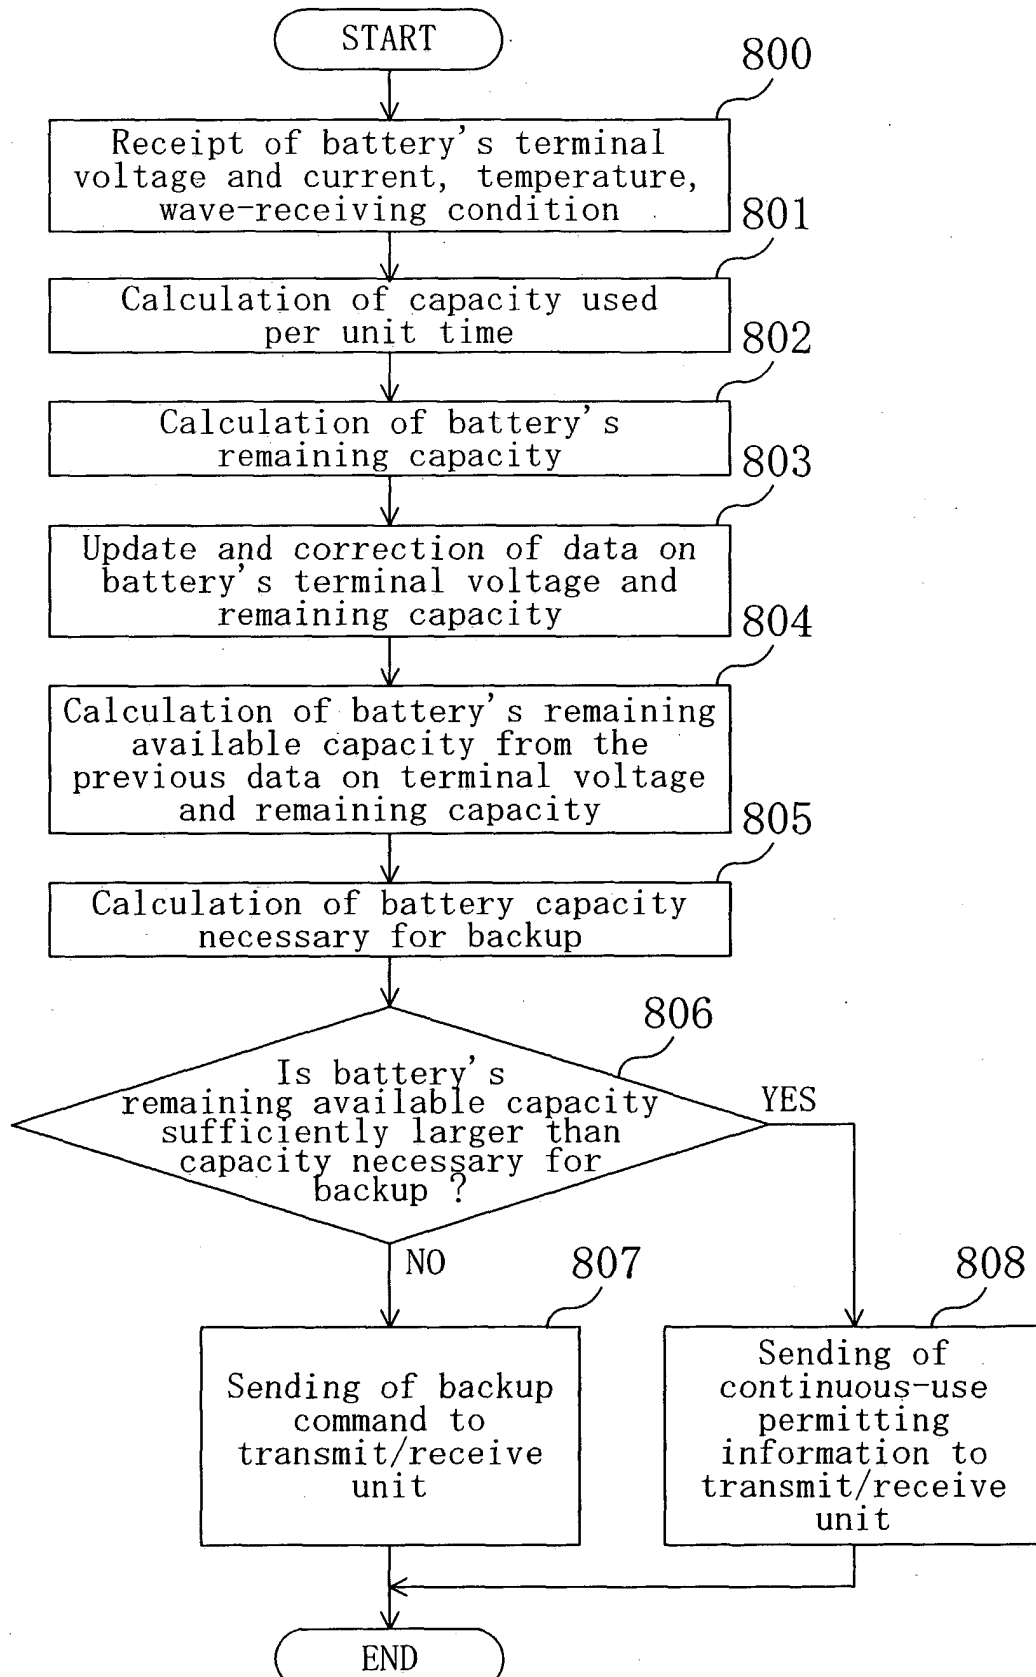 START
800
Receipt of battery's terminal
voltage and current, temperature,
wave-receiving condition
801
Calculation of capacity used
per unit time
802
Calculation of battery's
remaining capacity
803
Update and correction of data on
battery's terminal voltage and
remaining capacity
804
Calculation of battery's remaining
available capacity from the
previous data on terminal voltage
and remaining capacity
805
Calculation of battery capacity
necessary for backup
806
Is battery's
remaining available capacity
sufficiently larger than
capacity necessary for
backup ?
YES
NO
807
Sending of backup
command to
transmit/receive
unit
808
Sending of
continuous-use
permitting
information to
transmit/receive
unit
END